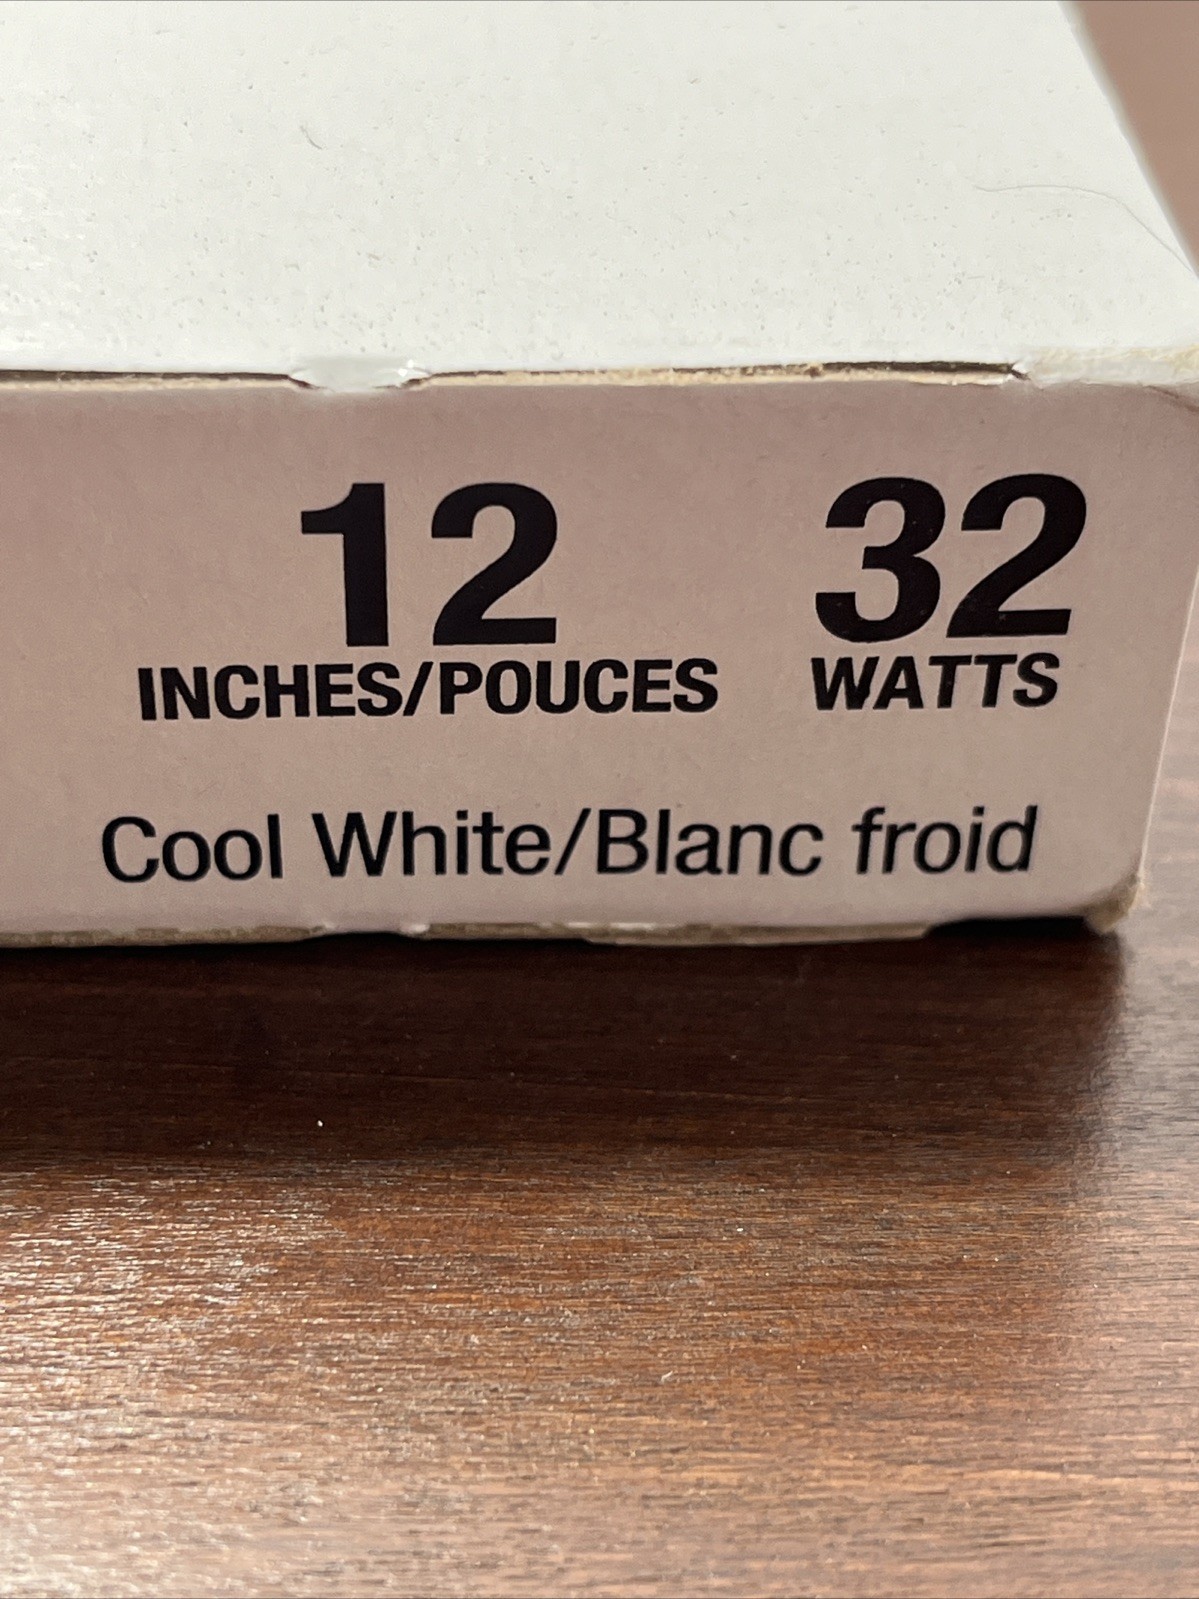 12 32
INCHES/POUCES WATTS
Cool White/Blanc froid